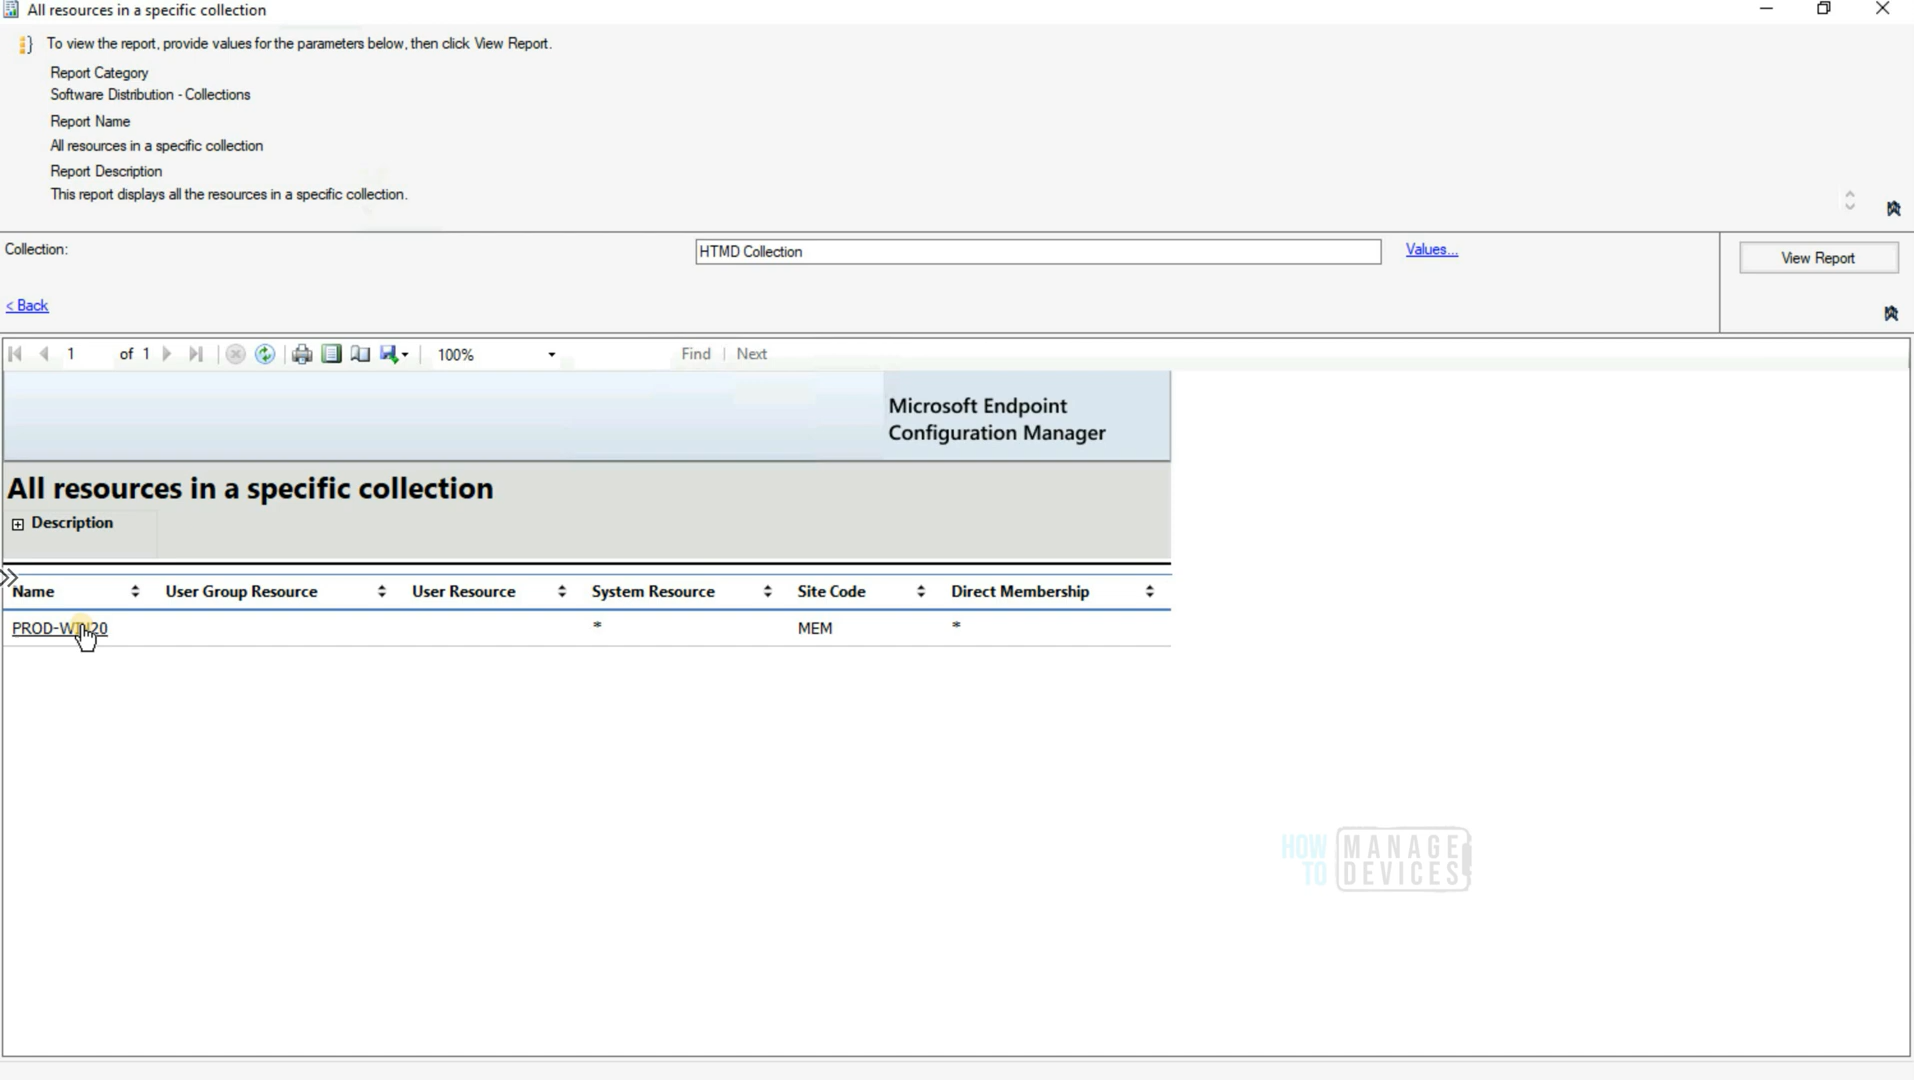 All resources in a specific collection
To view the report, provide values for the parameters below, then click View Report.
Report Category
Software Distribution - Collections
Report Name
All resources in a specific collection
Report Description
This report displays all the resources in a specific collection.
Collection: HTMD Collection Values... View Report
< Back
1 of 1 100% Find | Next
Microsoft Endpoint
Configuration Manager
All resources in a specific collection
Description
Name User Group Resource User Resource System Resource Site Code Direct Membership
* MEM *
HOW MANAGE
TO DEVICES